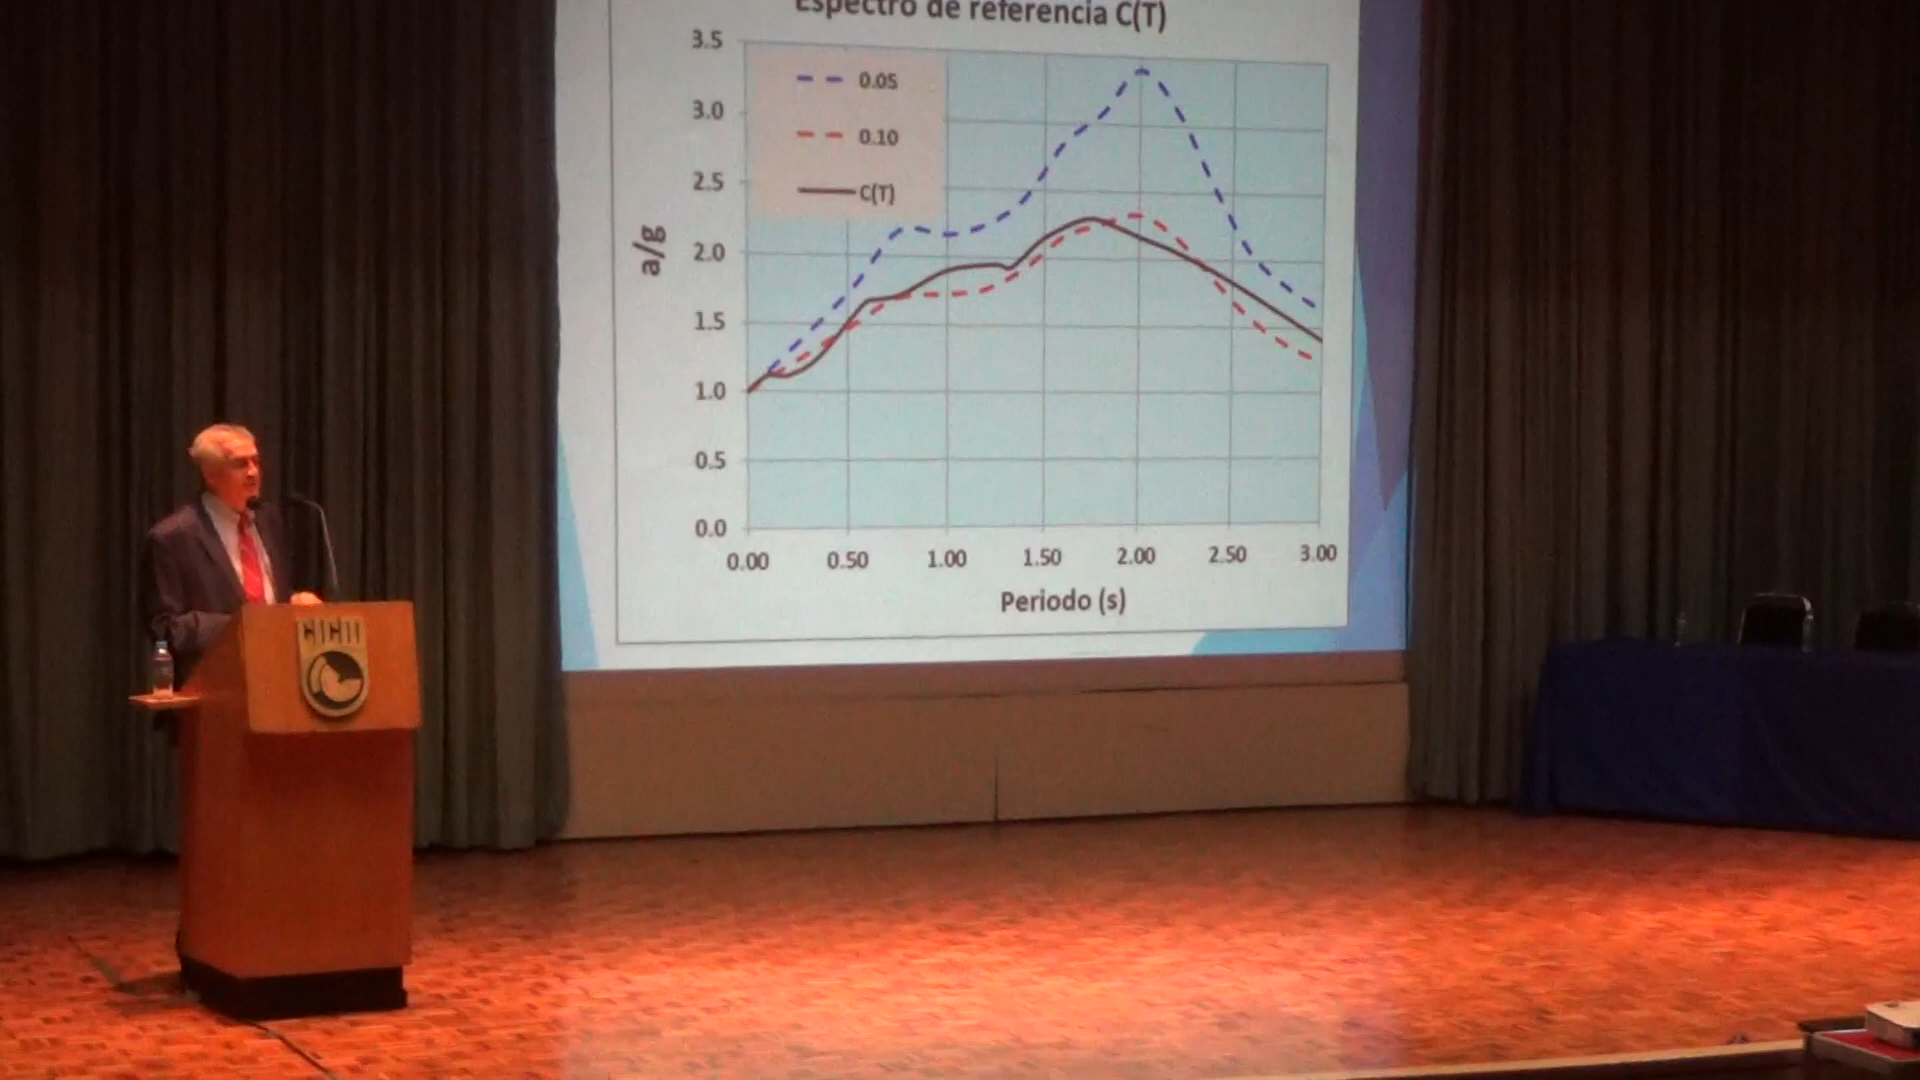 Espectro de referencia C(T)
3.5
3.0
2.5
2.0
1.5
1.0
0.5
0.0
a/g
0.05
0.10
C(T)
0.00 0.50 1.00 1.50 2.00 2.50 3.00
Periodo (s)